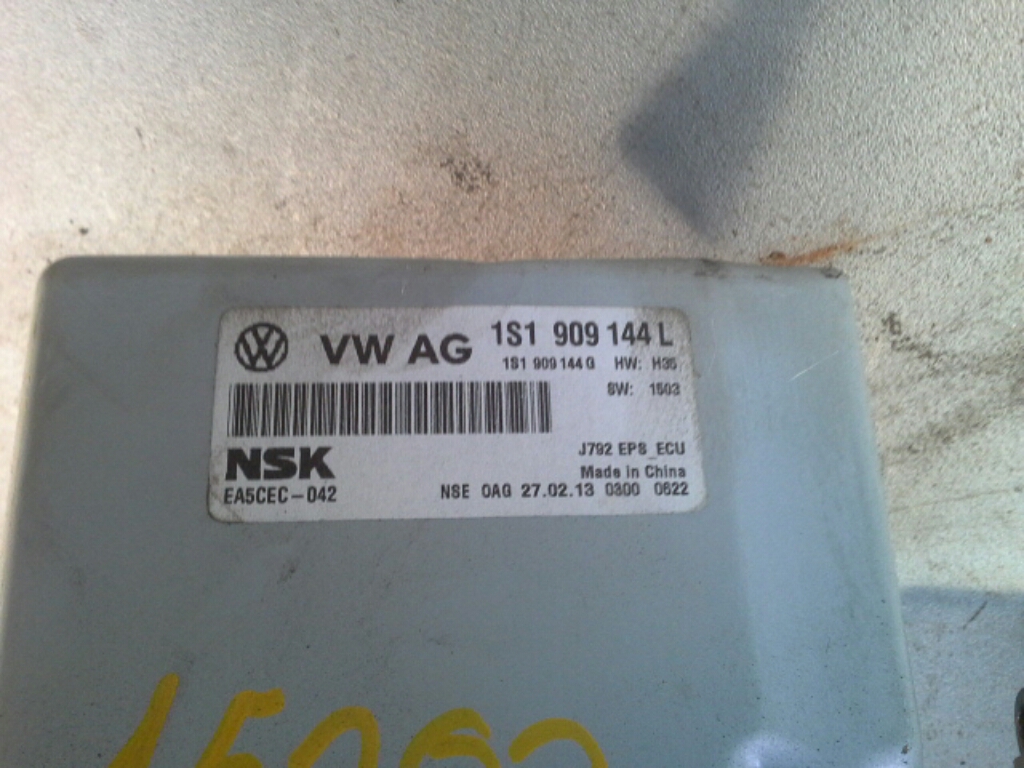 VW AG 1S1 909 144 L
1S1 909 144 G HW: H35
SW: 1503
NSK
J792 EPS_ECU
Made in China
EA5CEC-042
NSE OAG 27.02.13 0300 0622